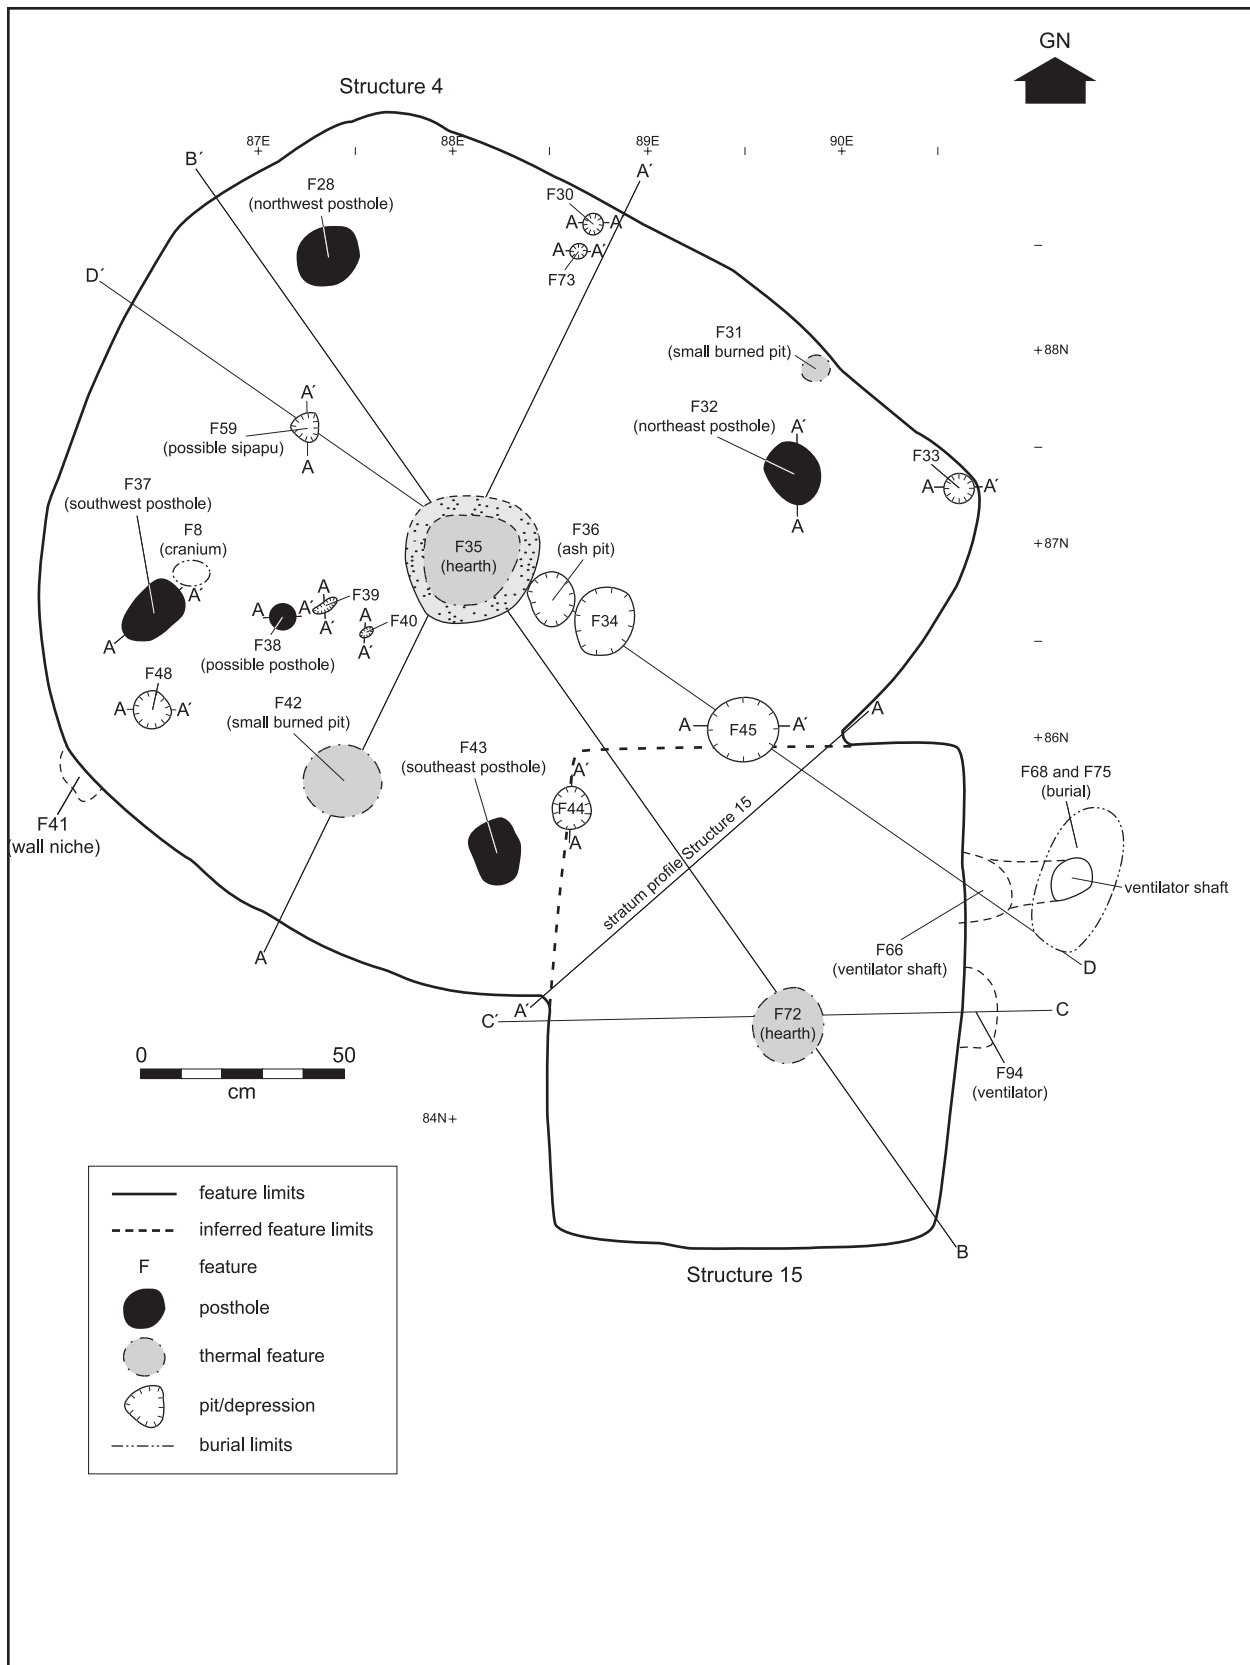 GN
Structure 4
87E
88E
89E
90E
B´
A´
F28
(northwest posthole)
F30
A
A
A
A´
F73
D´
F31
(small burned pit)
+88N
A´
F59
(possible sipapu)
A
F32
(northeast posthole)
A´
A
F33
A
A´
F37
(southwest posthole)
F8
(cranium)
A´
A
F35
(hearth)
F36
(ash pit)
+87N
A
A´
F38
(possible posthole)
A
F39
A´
A
F40
A´
F34
F48
A
A´
F42
(small burned pit)
F43
(southeast posthole)
A
F45
A´
A
+86N
A´
F44
A
F68 and F75
(burial)
F41
(wall niche)
stratum profile Structure 15
ventilator shaft
F66
(ventilator shaft)
A
D
A´
C´
F72
(hearth)
C
0
50
cm
F94
(ventilator)
84N+
B
Structure 15
feature limits
inferred feature limits
F
feature
posthole
thermal feature
pit/depression
burial limits